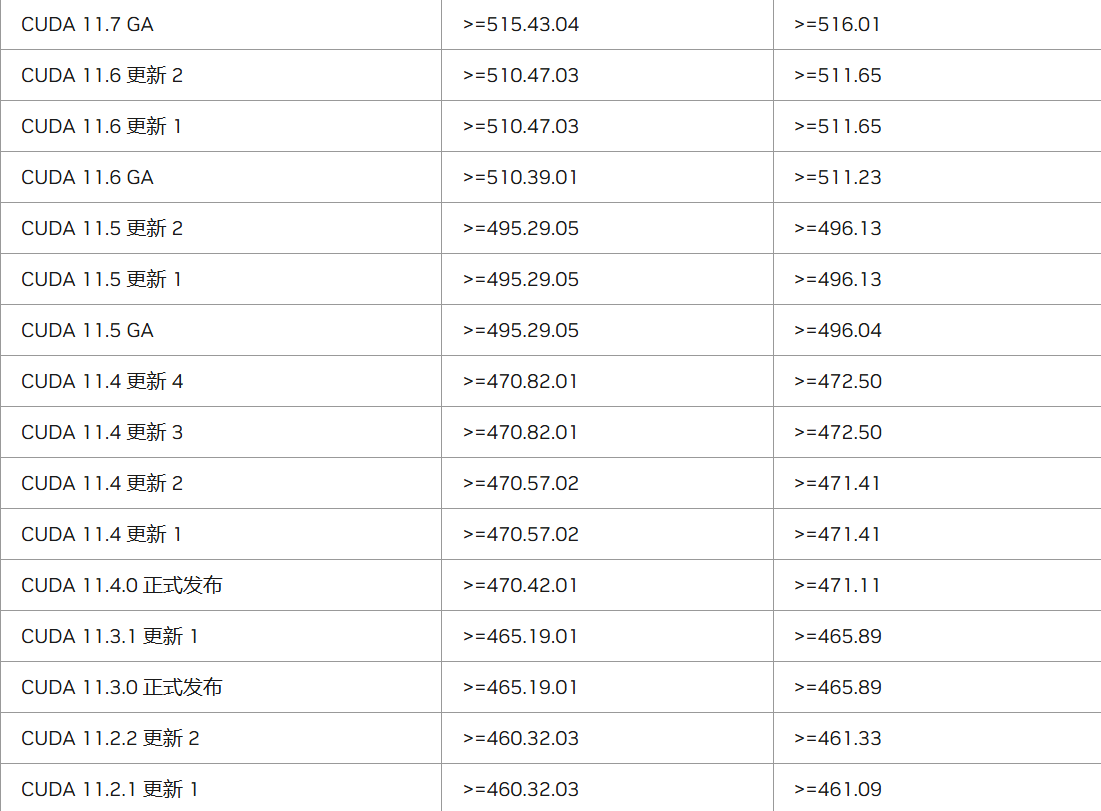 CUDA 11.7 GA >=515.43.04 >=516.01
CUDA 11.6 更新 2 >=510.47.03 >=511.65
CUDA 11.6 更新 1 >=510.47.03 >=511.65
CUDA 11.6 GA >=510.39.01 >=511.23
CUDA 11.5 更新 2 >=495.29.05 >=496.13
CUDA 11.5 更新 1 >=495.29.05 >=496.13
CUDA 11.5 GA >=495.29.05 >=496.04
CUDA 11.4 更新 4 >=470.82.01 >=472.50
CUDA 11.4 更新 3 >=470.82.01 >=472.50
CUDA 11.4 更新 2 >=470.57.02 >=471.41
CUDA 11.4 更新 1 >=470.57.02 >=471.41
CUDA 11.4.0 正式发布 >=470.42.01 >=471.11
CUDA 11.3.1 更新 1 >=465.19.01 >=465.89
CUDA 11.3.0 正式发布 >=465.19.01 >=465.89
CUDA 11.2.2 更新 2 >=460.32.03 >=461.33
CUDA 11.2.1 更新 1 >=460.32.03 >=461.09